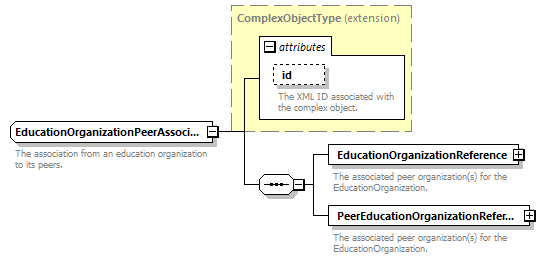 ComplexObjectType (extension)
attributes
id
The XML ID associated with
the complex object.
EducationOrganizationPeerAssoci...
The association from an education organization
to its peers.
EducationOrganizationReference
The associated peer organization(s) for the
EducationOrganization.
PeerEducationOrganizationRefer...
The associated peer organization(s) for the
EducationOrganization.